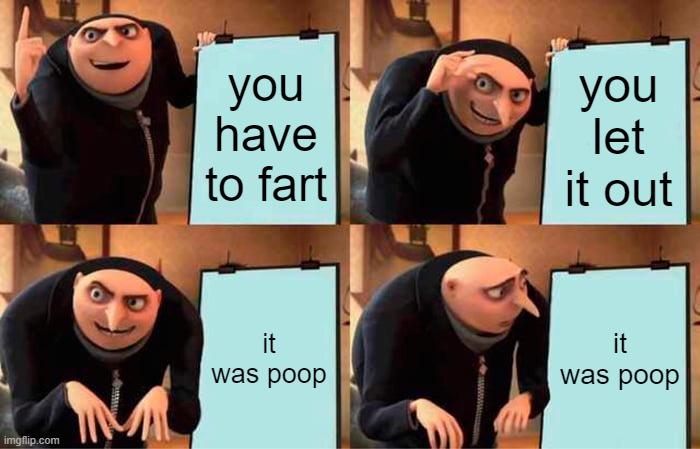 you
have
to fart
you
let
it out
it
was poop
it
was poop
imgflip.com